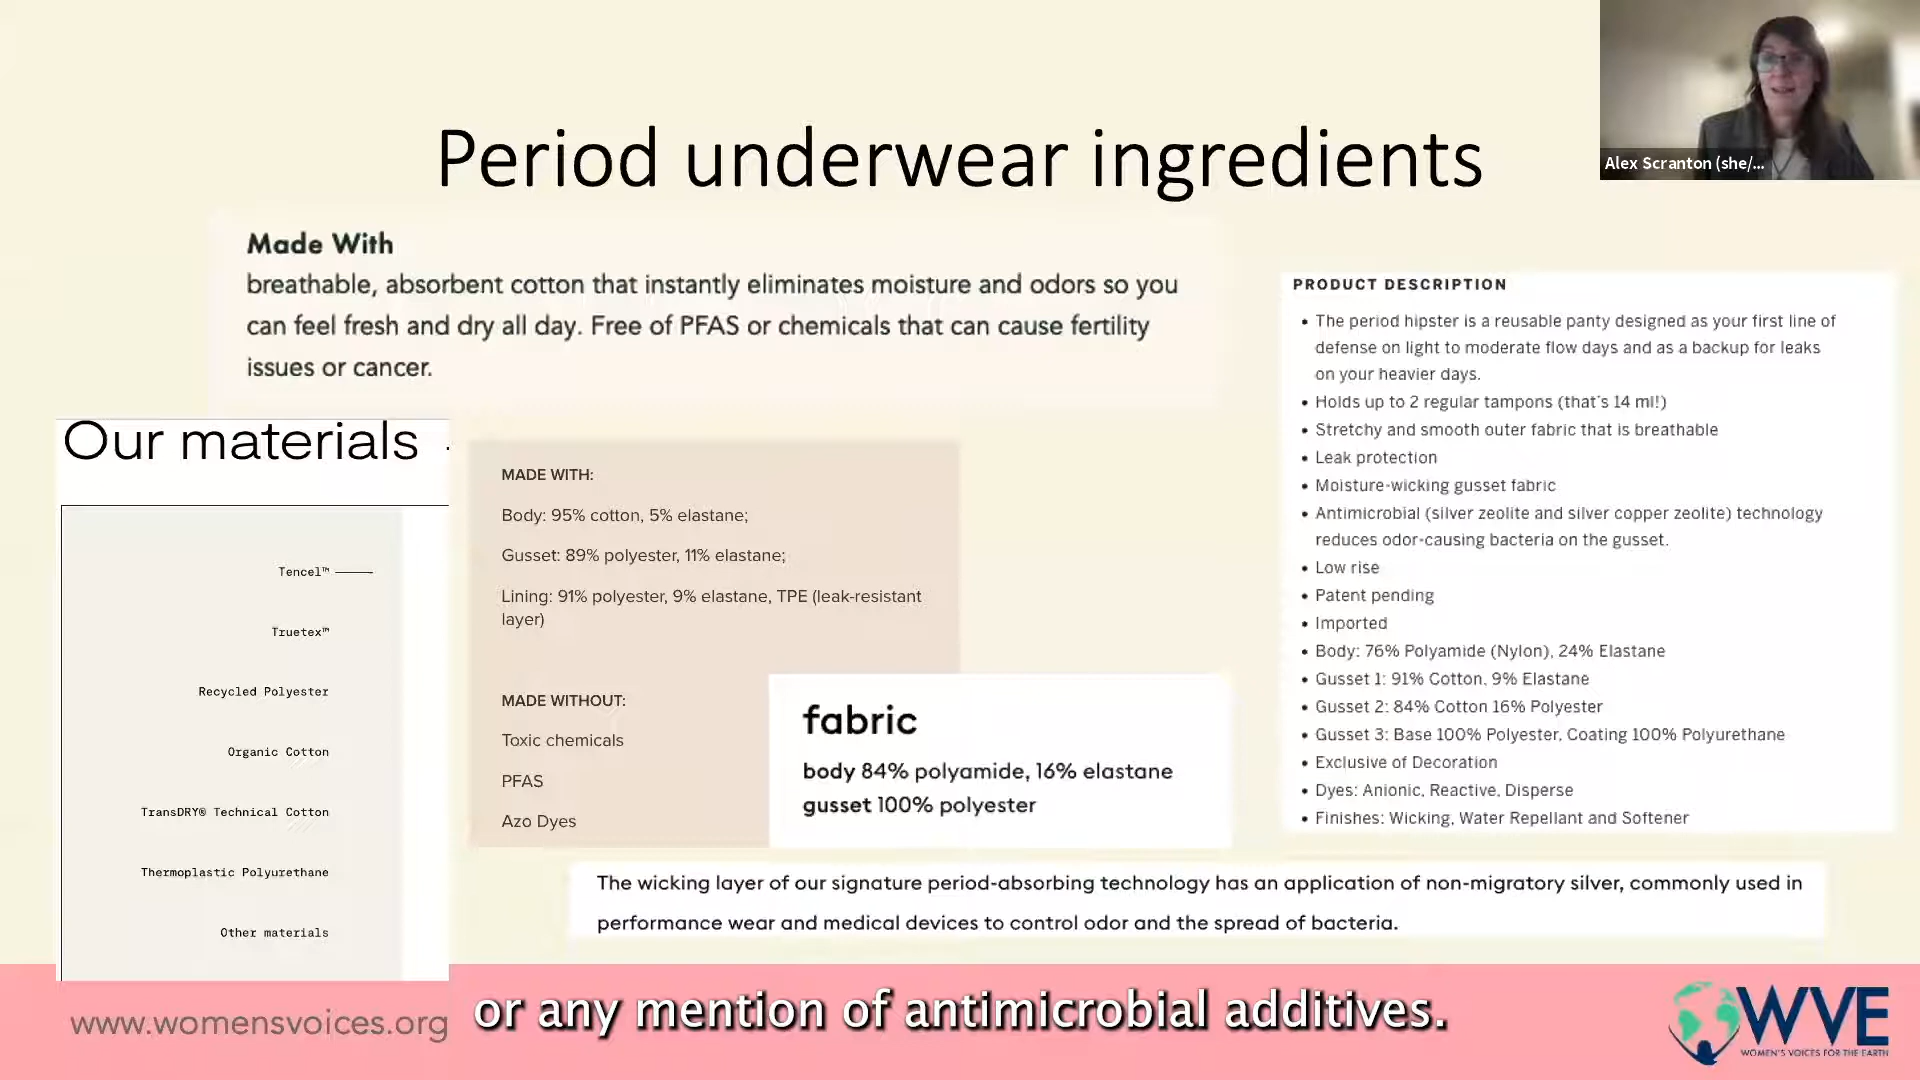 Alex Scranton (she/...
Period underwear ingredients
Made With
breathable, absorbent cotton that instantly eliminates moisture and odors so you
can feel fresh and dry all day. Free of PFAS or chemicals that can cause fertility
issues or cancer.
Our materials
Tencel™
Truetex™
Recycled Polyester
Organic Cotton
TransDRY® Technical Cotton
Thermoplastic Polyurethane
Other materials
MADE WITH:
Body: 95% cotton, 5% elastane;
Gusset: 89% polyester, 11% elastane;
Lining: 91% polyester, 9% elastane, TPE (leak-resistant
layer)
MADE WITHOUT:
Toxic chemicals
PFAS
Azo Dyes
fabric
body 84% polyamide, 16% elastane
gusset 100% polyester
PRODUCT DESCRIPTION
• The period hipster is a reusable panty designed as your first line of
defense on light to moderate flow days and as a backup for leaks
on your heavier days.
• Holds up to 2 regular tampons (that's 14 ml!)
• Stretchy and smooth outer fabric that is breathable
• Leak protection
• Moisture-wicking gusset fabric
• Antimicrobial (silver zeolite and silver copper zeolite) technology
reduces odor-causing bacteria on the gusset.
• Low rise
• Patent pending
• Imported
• Body: 76% Polyamide (Nylon), 24% Elastane
• Gusset 1: 91% Cotton, 9% Elastane
• Gusset 2: 84% Cotton 16% Polyester
• Gusset 3: Base 100% Polyester, Coating 100% Polyurethane
• Exclusive of Decoration
• Dyes: Anionic, Reactive, Disperse
• Finishes: Wicking, Water Repellant and Softener
The wicking layer of our signature period-absorbing technology has an application of non-migratory silver, commonly used in
performance wear and medical devices to control odor and the spread of bacteria.
www.womensvoices.org
or any mention of antimicrobial additives.
WVE
WOMEN'S VOICES FOR THE EARTH